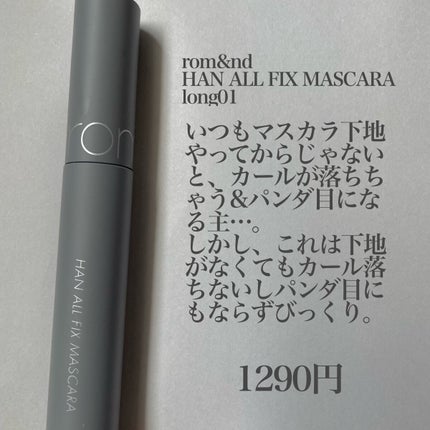 rom&nd
HAN ALL FIX MASCARA
long01
いつもマスカラ下地
やってからじゃない
と、カールが落ちち
ゃう&パンダ目にな
る主…。
しかし、これは下地
がなくてもカール落
ちないしパンダ目に
もならずびっくり。
1290円
rom
HAN ALL FIX MASCARA